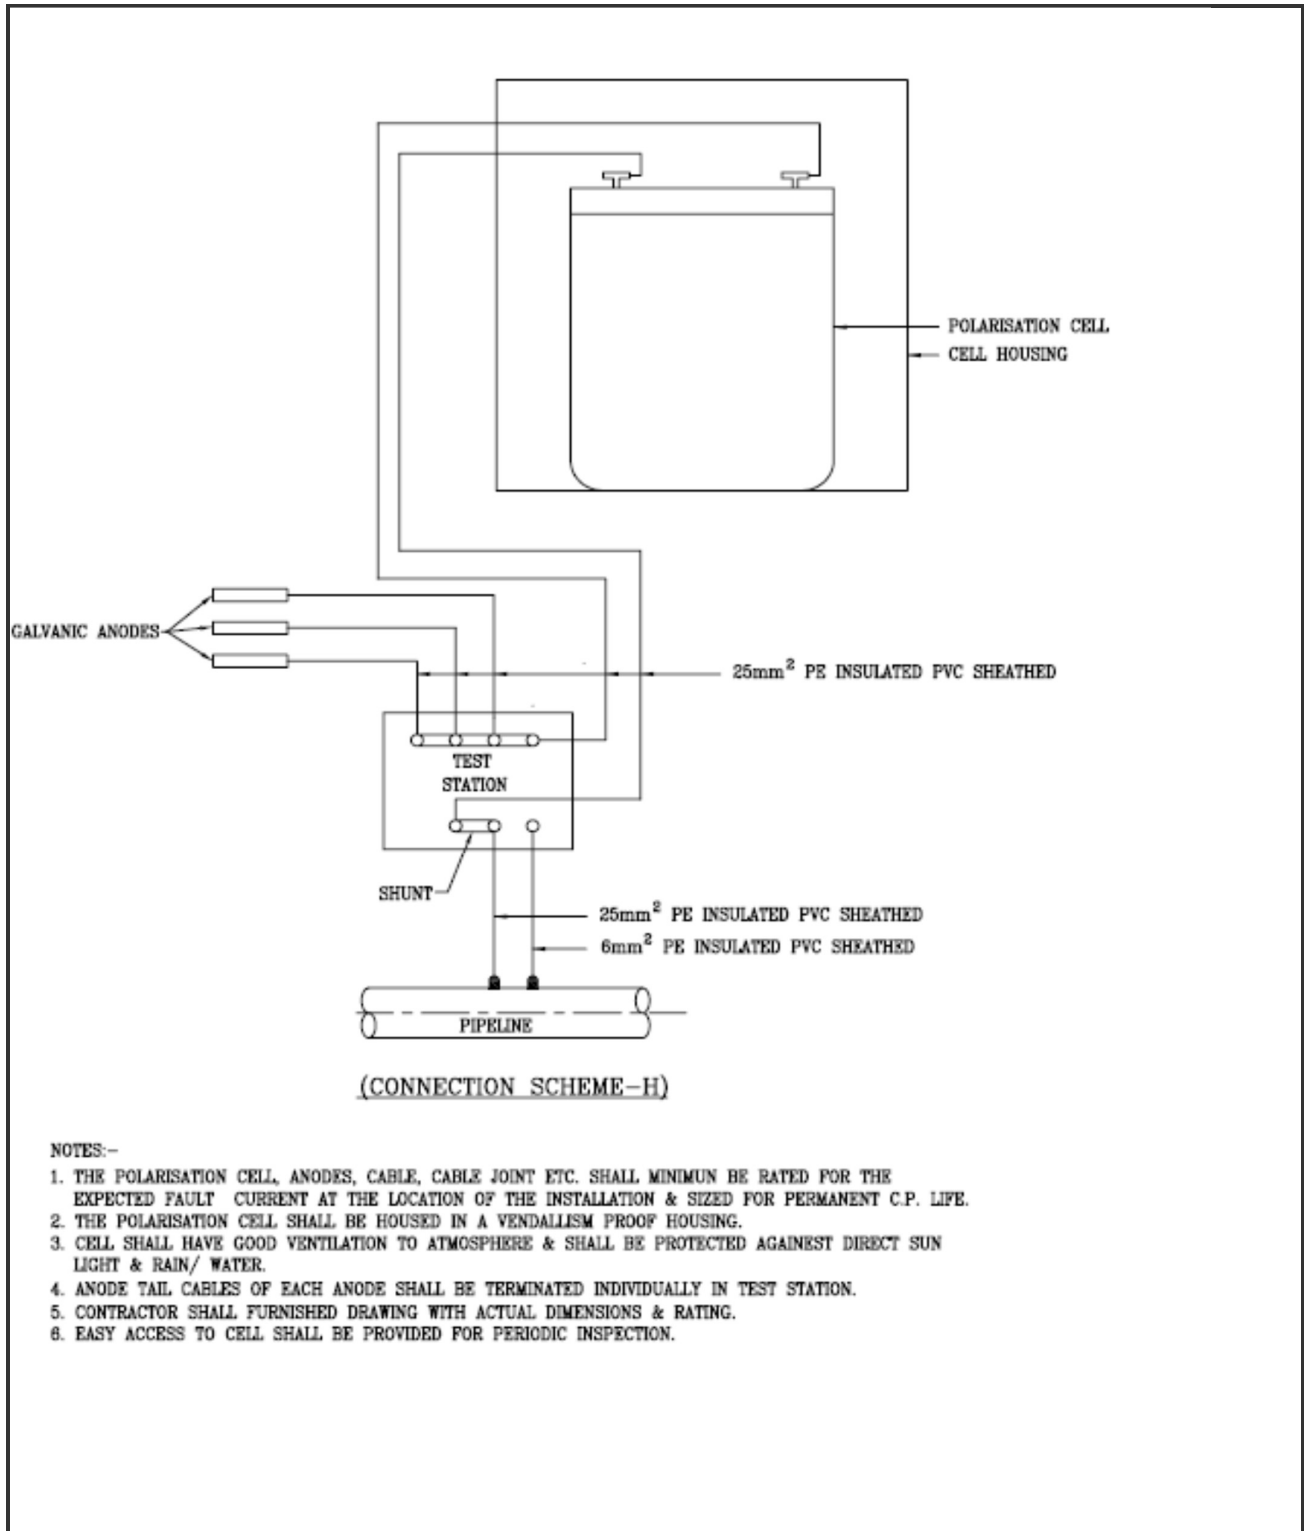 POLARISATION CELL
CELL HOUSING
GALVANIC ANODES
25mm² PE INSULATED PVC SHEATHED
TEST
STATION
SHUNT
25mm² PE INSULATED PVC SHEATHED
6mm² PE INSULATED PVC SHEATHED
PIPELINE
(CONNECTION SCHEME-H)
NOTES:-
1. THE POLARISATION CELL, ANODES, CABLE, CABLE JOINT ETC. SHALL MINIMUN BE RATED FOR THE
EXPECTED FAULT CURRENT AT THE LOCATION OF THE INSTALLATION & SIZED FOR PERMANENT C.P. LIFE.
2. THE POLARISATION CELL SHALL BE HOUSED IN A VENDALLISM PROOF HOUSING.
3. CELL SHALL HAVE GOOD VENTILATION TO ATMOSPHERE & SHALL BE PROTECTED AGAINEST DIRECT SUN
LIGHT & RAIN/ WATER.
4. ANODE TAIL CABLES OF EACH ANODE SHALL BE TERMINATED INDIVIDUALLY IN TEST STATION.
5. CONTRACTOR SHALL FURNISHED DRAWING WITH ACTUAL DIMENSIONS & RATING.
6. EASY ACCESS TO CELL SHALL BE PROVIDED FOR PERIODIC INSPECTION.